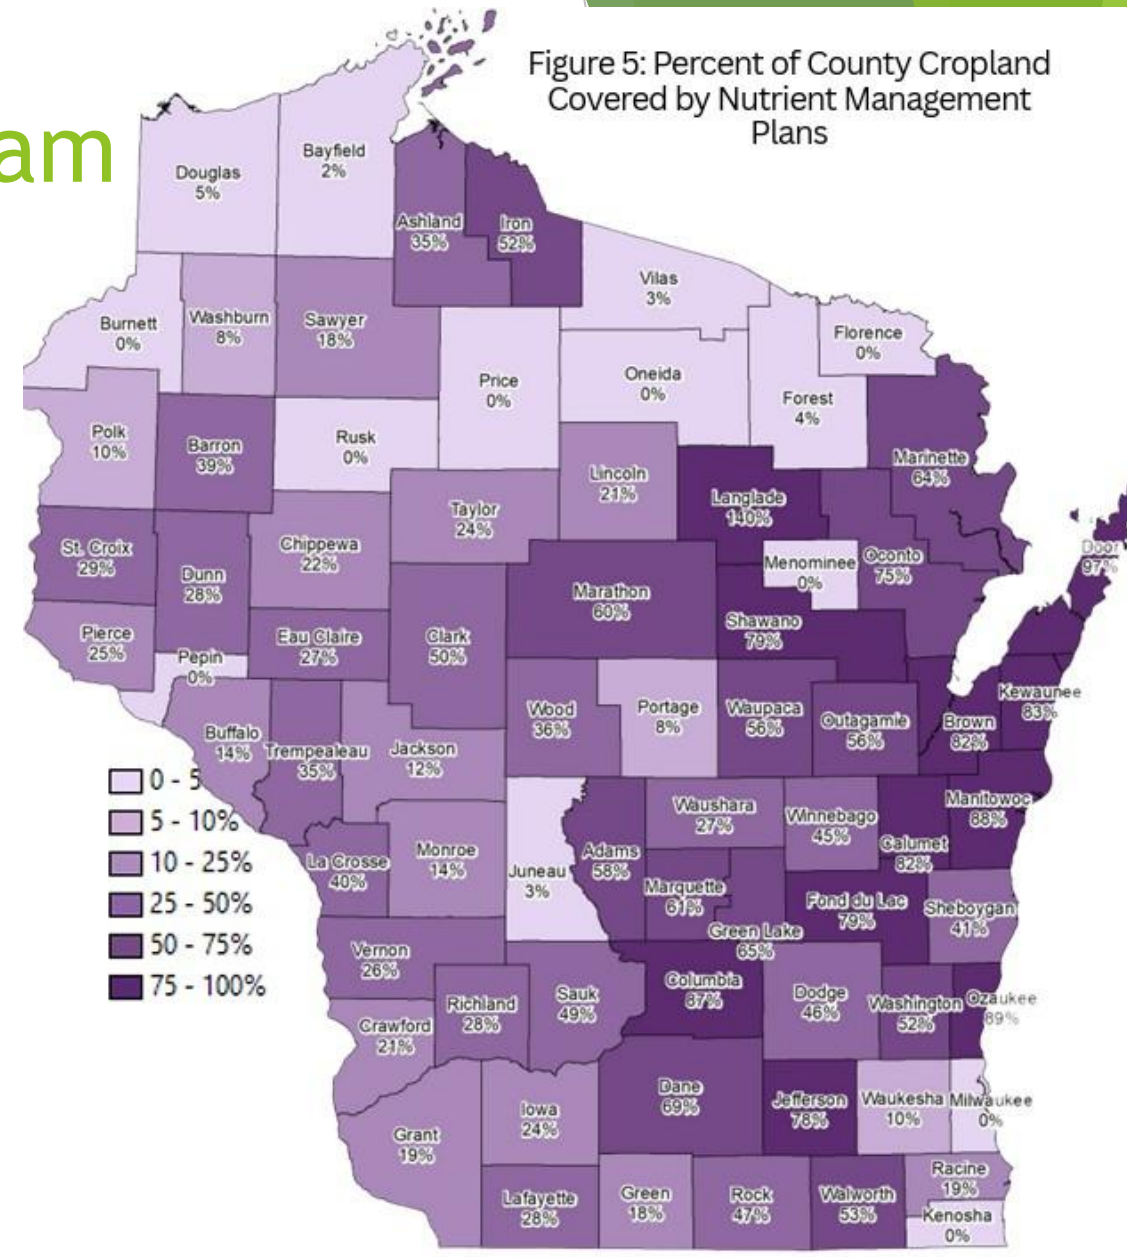 am
Figure 5: Percent of County Cropland
Covered by Nutrient Management
Plans
Douglas
5%
Bayfield
2%
Ashland
35%
Iron
52%
Vilas
3%
Burnett
0%
Washburn
8%
Sawyer
18%
Florence
0%
Price
0%
Oneida
0%
Forest
4%
Polk
10%
Barron
39%
Rusk
0%
Lincoln
21%
Marinette
64%
Taylor
24%
Langlade
140%
St. Croix
29%
Dunn
28%
Chippewa
22%
Menominee
0%
Oconto
75%
Door
97%
Marathon
60%
Shawano
79%
Pierce
25%
Pepin
0%
Eau Claire
27%
Clark
50%
Wood
36%
Portage
8%
Waupaca
56%
Outagamie
56%
Brown
82%
Kewaunee
83%
Buffalo
14%
Trempealeau
35%
Jackson
12%
Waushara
27%
Winnebago
45%
Calumet
82%
Manitowoc
88%
La Crosse
40%
Monroe
14%
Juneau
3%
Adams
58%
Marquette
61%
Green Lake
65%
Fond du Lac
79%
Sheboygan
41%
Vernon
26%
Richland
28%
Sauk
49%
Columbia
87%
Dodge
46%
Washington
52%
Ozaukee
89%
Crawford
21%
Grant
19%
Iowa
24%
Dane
69%
Jefferson
78%
Waukesha
10%
Milwaukee
0%
Lafayette
28%
Green
18%
Rock
47%
Walworth
53%
Racine
19%
Kenosha
0%
0 - 5
5 - 10%
10 - 25%
25 - 50%
50 - 75%
75 - 100%